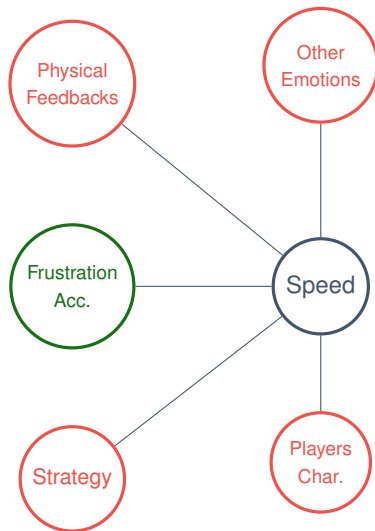 Physical
Feedbacks
Other
Emotions
Frustration
Acc.
Speed
Strategy
Players
Char.